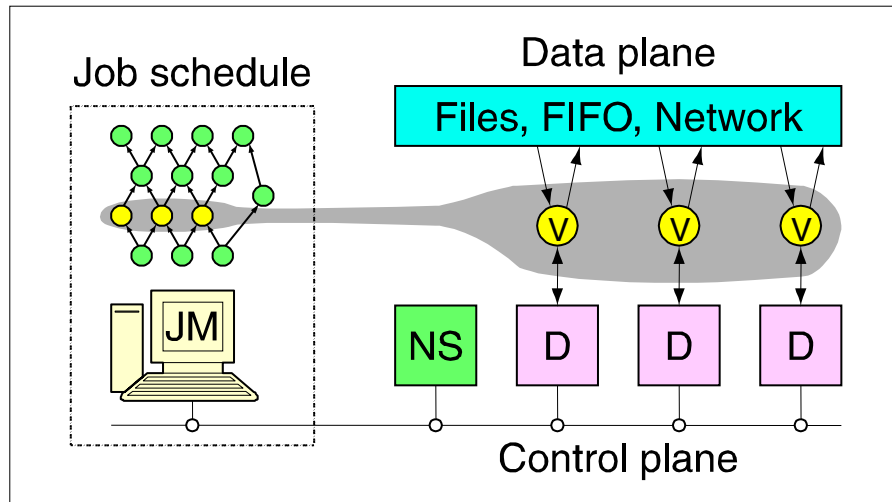 Job schedule
Data plane
Files, FIFO, Network
V V V
JM
NS D D D
Control plane